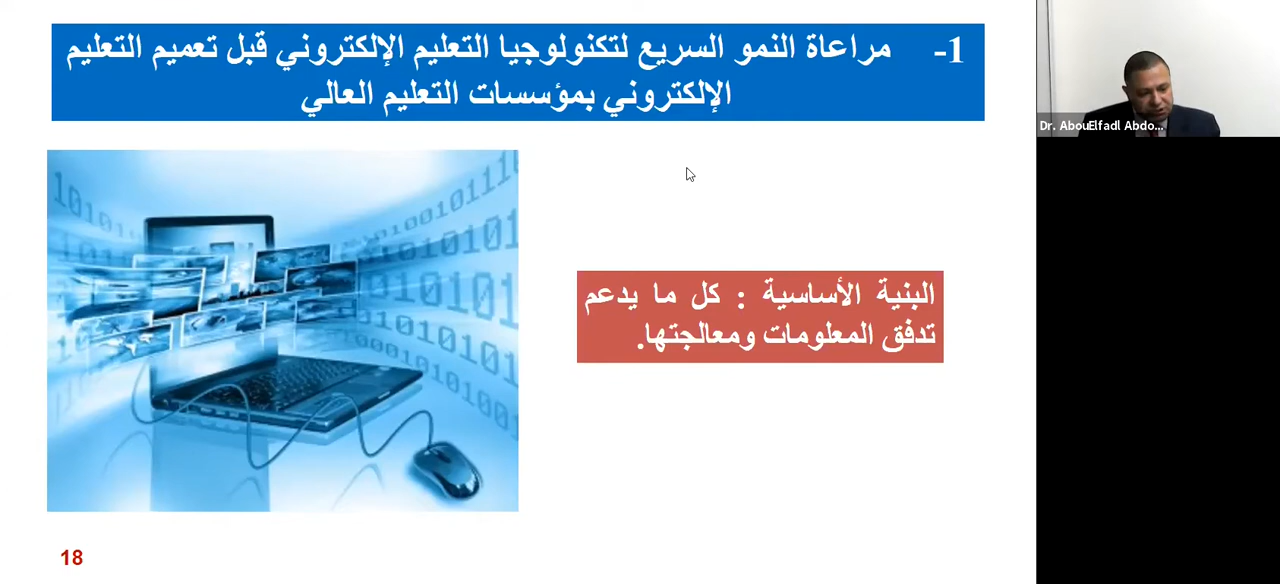 1- مراعاة النمو السريع لتكنولوجيا التعليم الإلكتروني قبل تعميم التعليم
الإلكتروني بمؤسسات التعليم العالي
Dr. AbouElfadl Abdo...
البنية الأساسية : كل ما يدعم
تدفق المعلومات ومعالجتها.
18